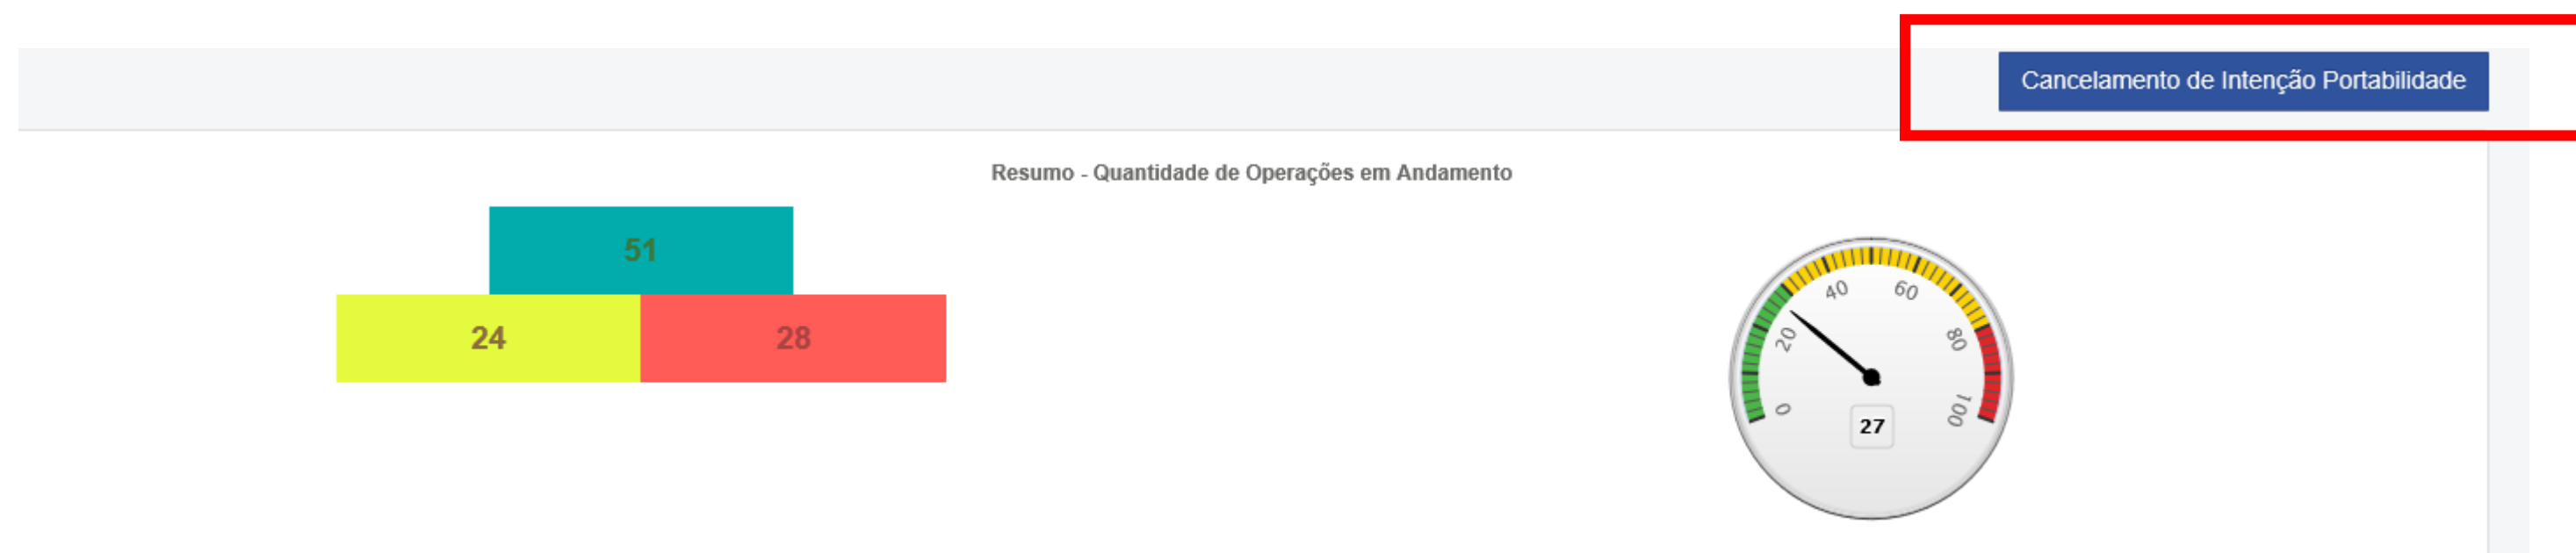 Cancelamento de Intenção Portabilidade
Resumo - Quantidade de Operações em Andamento
51
24 28
0 20 40 60 80 100
27